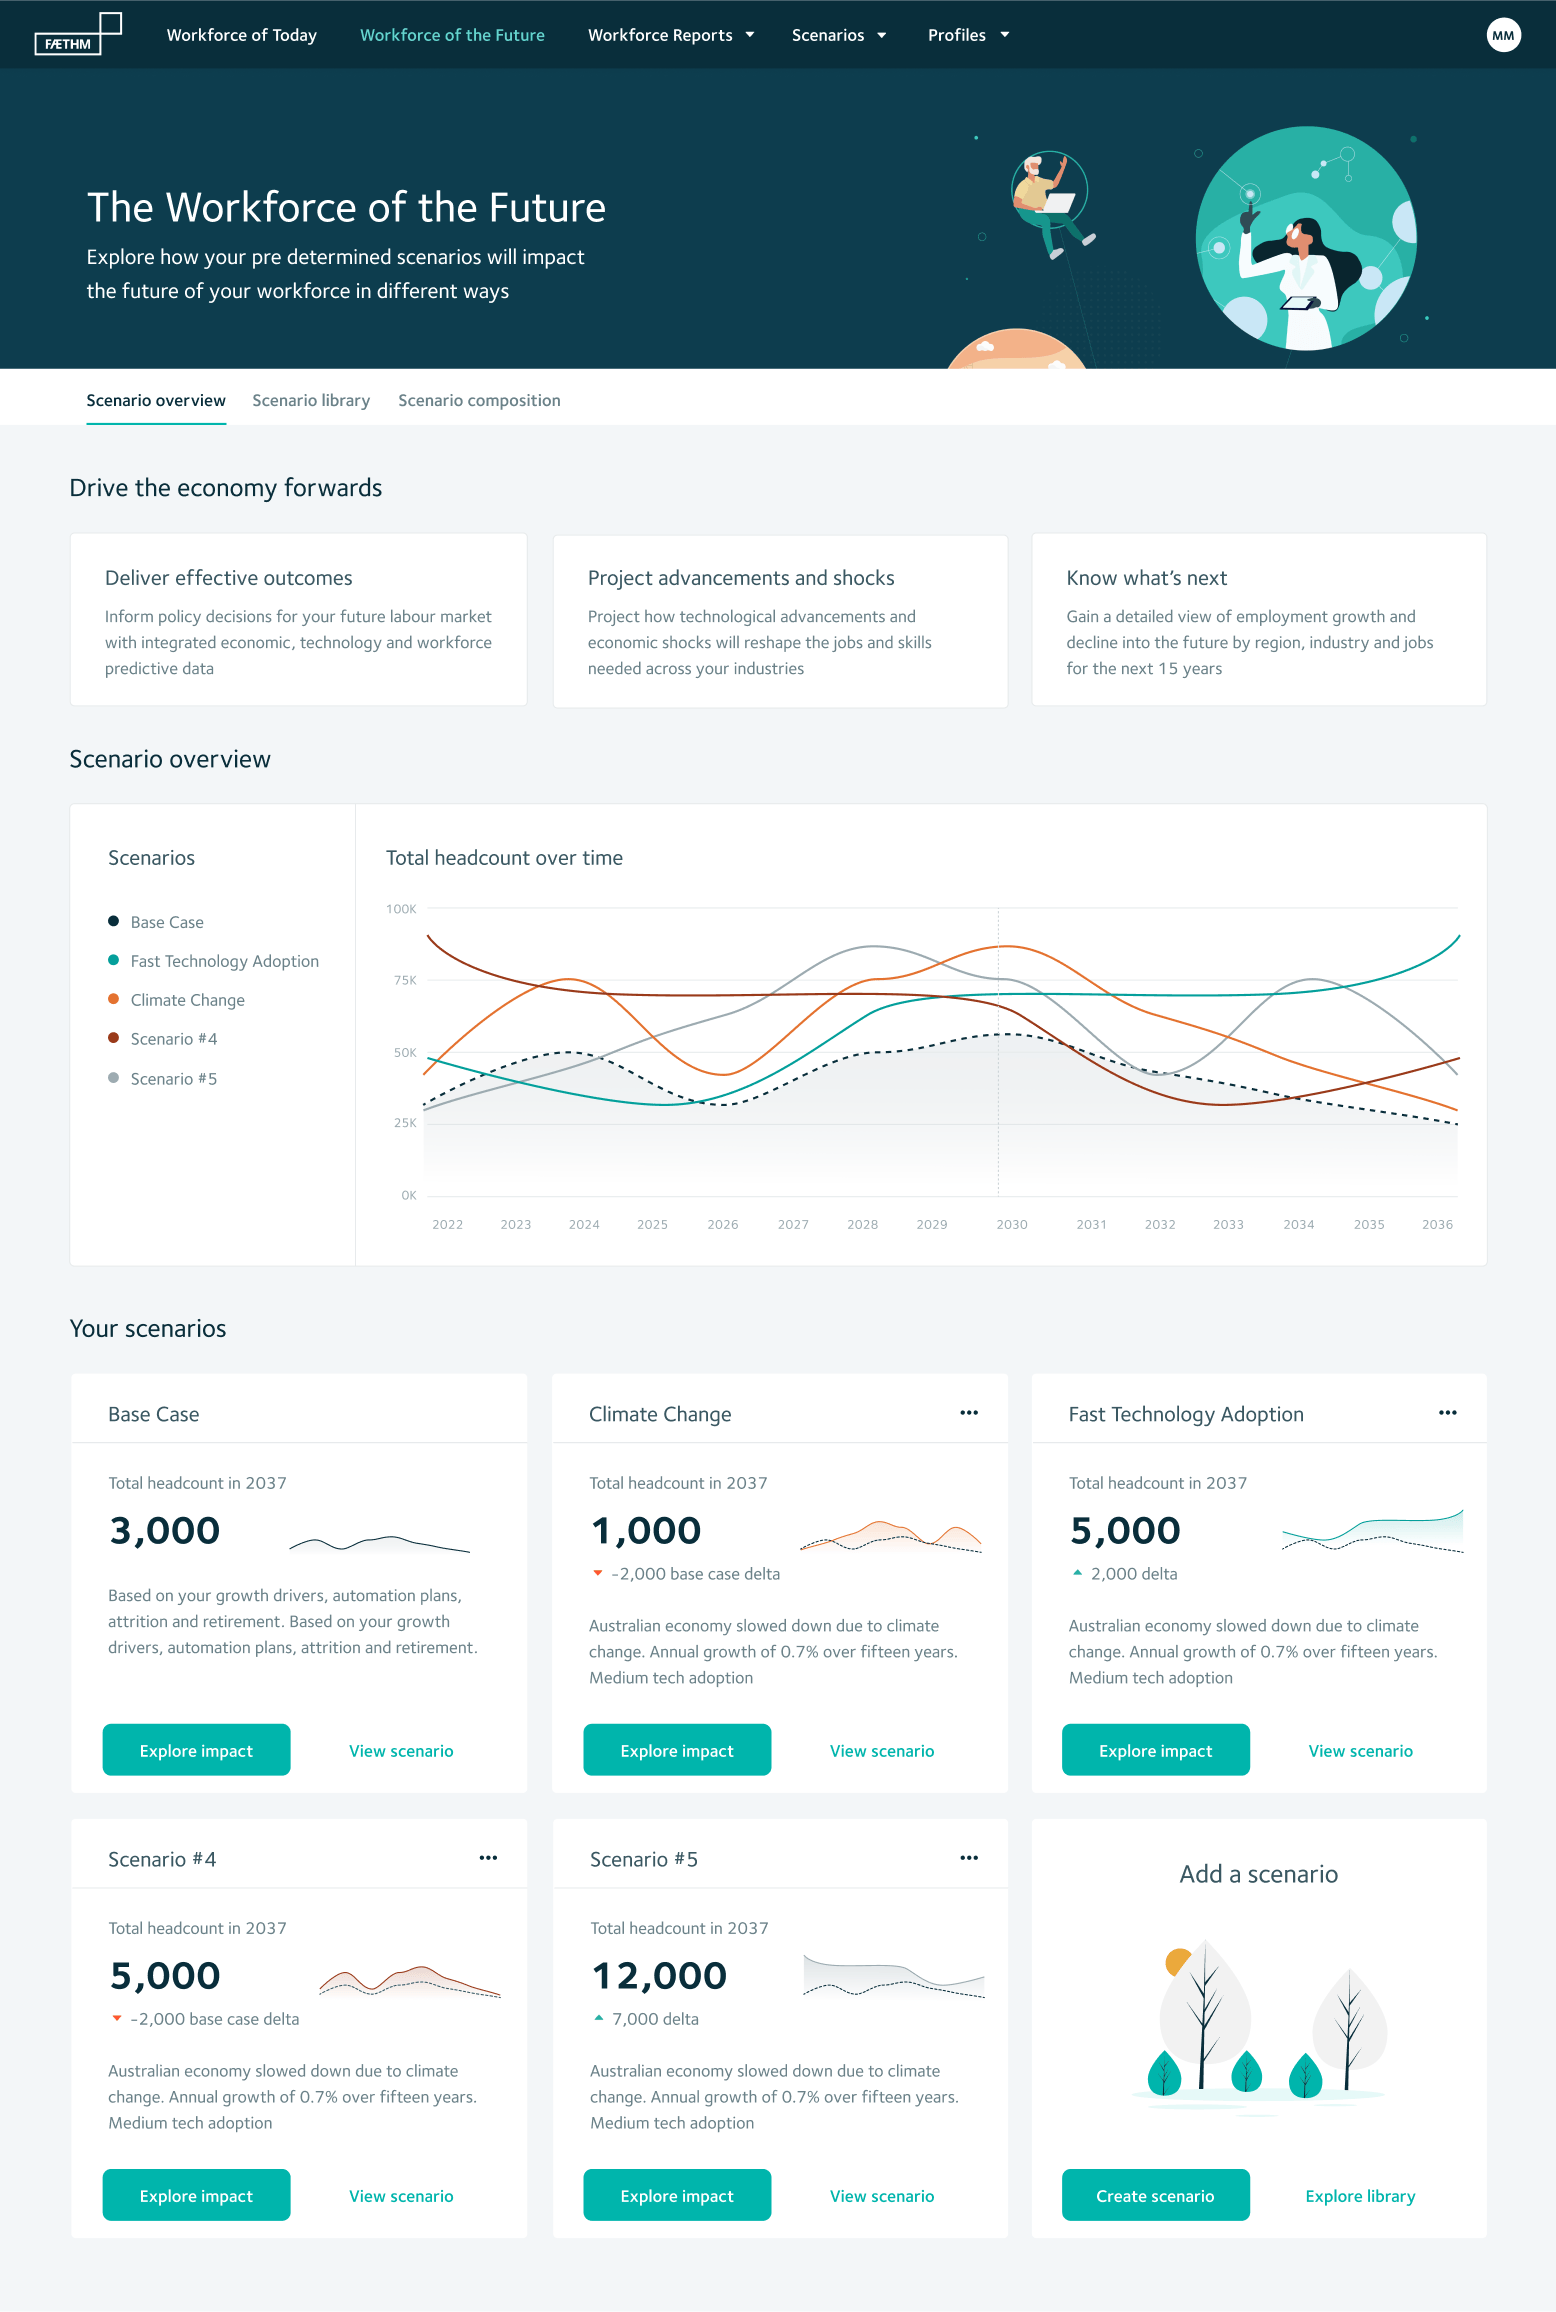 FÆTHM
Workforce of Today
Workforce of the Future
Workforce Reports
Scenarios
Profiles
MM
The Workforce of the Future
Explore how your pre determined scenarios will impact
the future of your workforce in different ways
Scenario overview
Scenario library
Scenario composition
Drive the economy forwards
Deliver effective outcomes
Inform policy decisions for your future labour market
with integrated economic, technology and workforce
predictive data
Project advancements and shocks
Project how technological advancements and
economic shocks will reshape the jobs and skills
needed across your industries
Know what's next
Gain a detailed view of employment growth and
decline into the future by region, industry and jobs
for the next 15 years
Scenario overview
Scenarios
Base Case
Fast Technology Adoption
Climate Change
Scenario #4
Scenario #5
Total headcount over time
100K
75K
50K
25K
0K
2022 2023 2024 2025 2026 2027 2028 2029 2030 2031 2032 2033 2034 2035 2036
Your scenarios
Base Case
Total headcount in 2037
3,000
Based on your growth drivers, automation plans,
attrition and retirement. Based on your growth
drivers, automation plans, attrition and retirement.
Explore impact
View scenario
Climate Change
Total headcount in 2037
1,000
-2,000 base case delta
Australian economy slowed down due to climate
change. Annual growth of 0.7% over fifteen years.
Medium tech adoption
Explore impact
View scenario
Fast Technology Adoption
Total headcount in 2037
5,000
2,000 delta
Australian economy slowed down due to climate
change. Annual growth of 0.7% over fifteen years.
Medium tech adoption
Explore impact
View scenario
Scenario #4
Total headcount in 2037
5,000
-2,000 base case delta
Australian economy slowed down due to climate
change. Annual growth of 0.7% over fifteen years.
Medium tech adoption
Explore impact
View scenario
Scenario #5
Total headcount in 2037
12,000
7,000 delta
Australian economy slowed down due to climate
change. Annual growth of 0.7% over fifteen years.
Medium tech adoption
Explore impact
View scenario
Add a scenario
Create scenario
Explore library